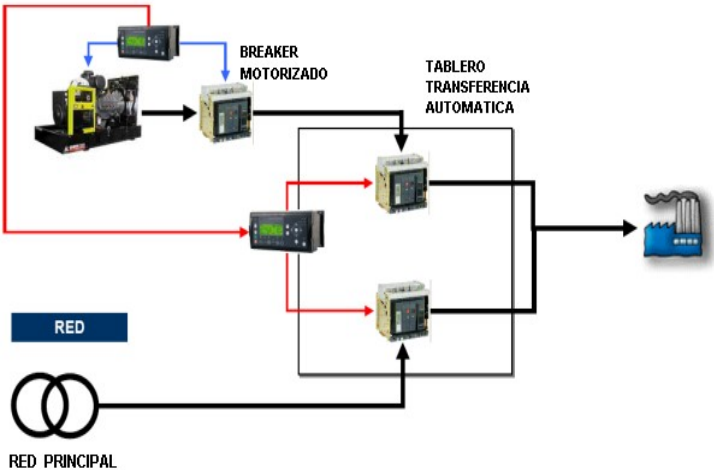 BREAKER
MOTORIZADO
TABLERO
TRANSFERENCIA
AUTOMATICA
RED
RED PRINCIPAL